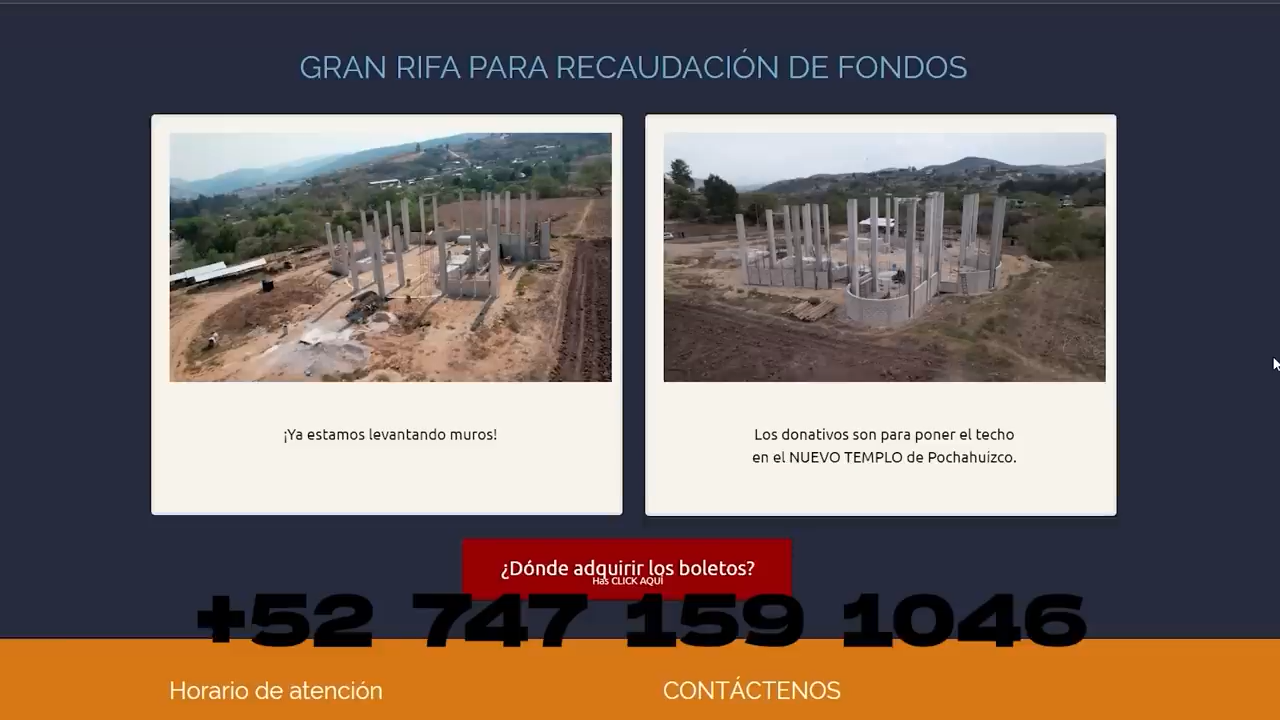 GRAN RIFA PARA RECAUDACIÓN DE FONDOS
¡Ya estamos levantando muros!
Los donativos son para poner el techo
en el NUEVO TEMPLO de Pochahuizco.
¿Dónde adquirir los boletos?
Has CLICK AQUÍ
+52 747 159 1046
Horario de atención
CONTÁCTENOS